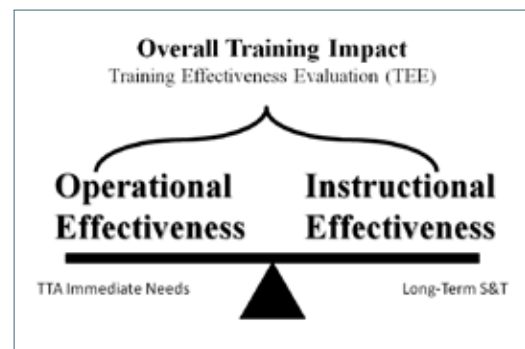 Overall Training Impact
Training Effectiveness Evaluation (TEE)
Operational
Effectiveness
Instructional
Effectiveness
TTA Immediate Needs
Long-Term S&T